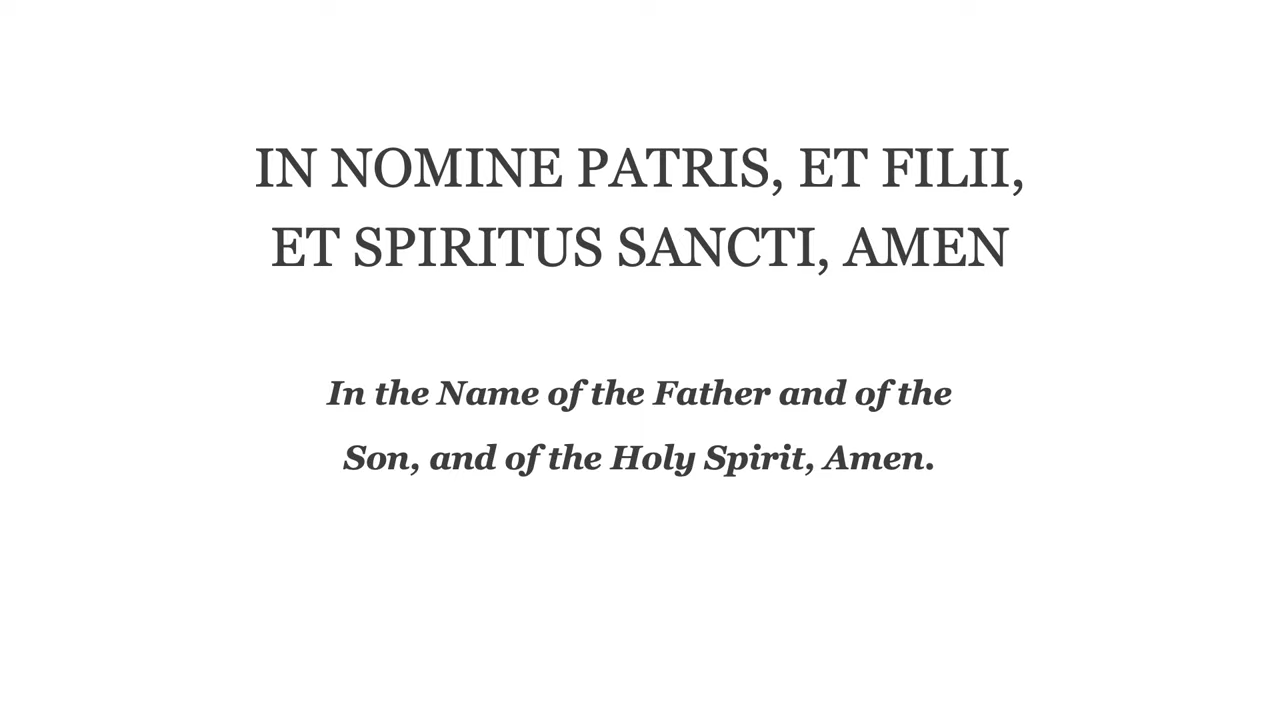 IN NOMINE PATRIS, ET FILII,
ET SPIRITUS SANCTI, AMEN
In the Name of the Father and of the
Son, and of the Holy Spirit, Amen.